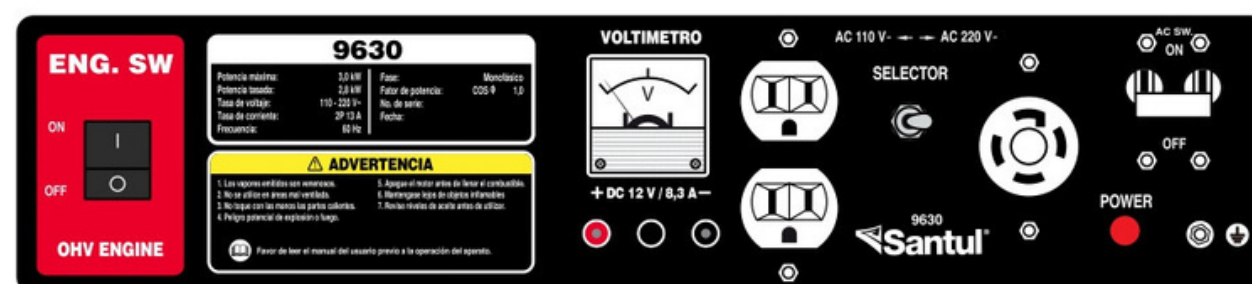 ENG. SW
ON
OFF
OHV ENGINE
9630
Potencia máxima: 3,0 kW
Potencia tasada: 2,8 kW
Tasa de voltaje: 110 - 220 V~
Tasa de corriente: 2P 13 A
Frecuencia: 60 Hz
Fase: Monofásico
Fator de potencia: COS Φ 1,0
No. de serie:
Fecha:
⚠ ADVERTENCIA
1. Los vapores emitidos son venenosos.
2. No se utilice en áreas mal ventilada.
3. No toque con las manos las partes calientes.
4. Peligro potencial de explosión o fuego.
5. Apague el motor antes de llenar el combustible.
6. Mantengase lejos de objetos inflamables
7. Revise niveles de aceite antes de utilizar.
Favor de leer el manual del usuario previo a la operación del aparato.
VOLTIMETRO
V
+ DC 12 V / 8,3 A −
AC 110 V~ ← → AC 220 V~
SELECTOR
9630
Santul®
AC SW.
ON
OFF
POWER